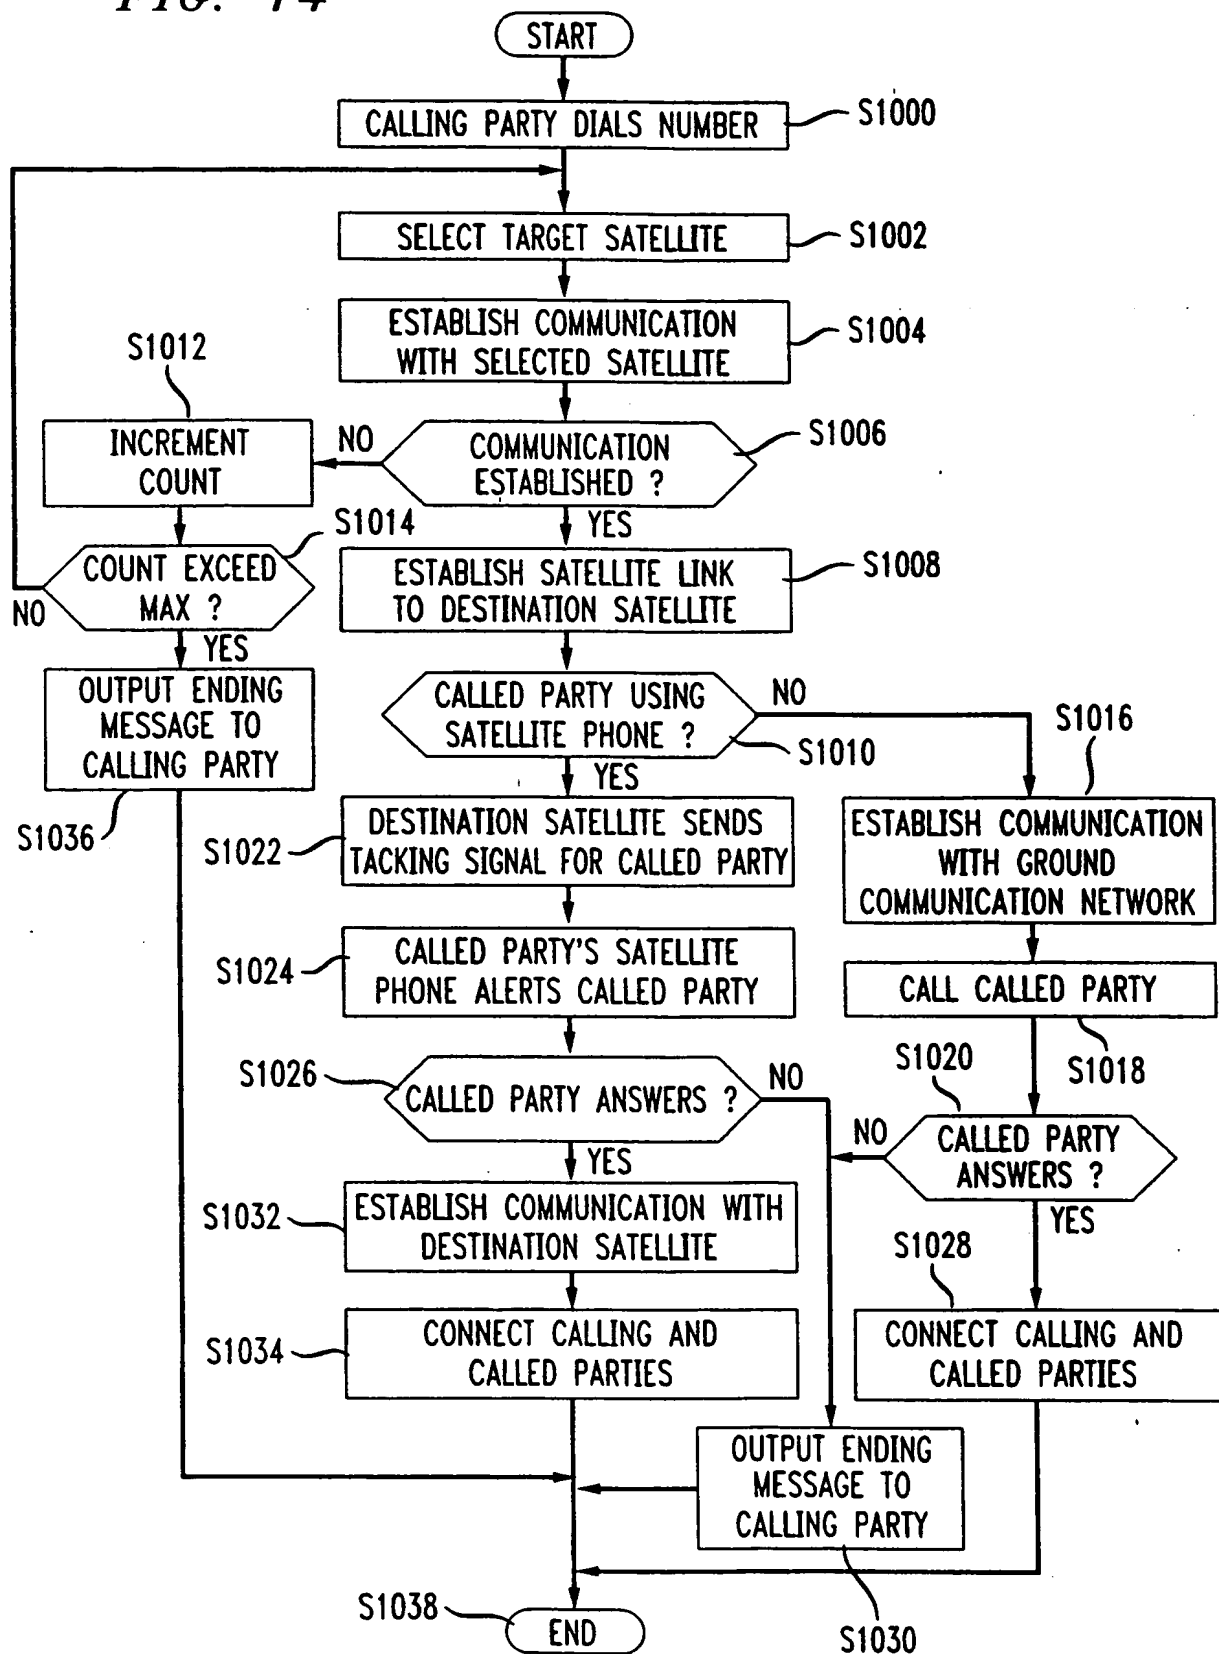 FIG. 14
START
CALLING PARTY DIALS NUMBER
S1000
SELECT TARGET SATELLITE
S1002
ESTABLISH COMMUNICATION
WITH SELECTED SATELLITE
S1004
S1012
INCREMENT
COUNT
NO
COMMUNICATION
ESTABLISHED ?
S1006
YES
S1014
COUNT EXCEED
MAX ?
NO
YES
ESTABLISH SATELLITE LINK
TO DESTINATION SATELLITE
S1008
OUTPUT ENDING
MESSAGE TO
CALLING PARTY
S1036
CALLED PARTY USING
SATELLITE PHONE ?
NO
S1010
YES
S1016
ESTABLISH COMMUNICATION
WITH GROUND
COMMUNICATION NETWORK
S1022
DESTINATION SATELLITE SENDS
TACKING SIGNAL FOR CALLED PARTY
S1024
CALLED PARTY'S SATELLITE
PHONE ALERTS CALLED PARTY
CALL CALLED PARTY
S1018
S1026
CALLED PARTY ANSWERS ?
NO
YES
S1020
NO
CALLED PARTY
ANSWERS ?
YES
S1032
ESTABLISH COMMUNICATION WITH
DESTINATION SATELLITE
S1028
S1034
CONNECT CALLING AND
CALLED PARTIES
CONNECT CALLING AND
CALLED PARTIES
OUTPUT ENDING
MESSAGE TO
CALLING PARTY
S1030
S1038
END